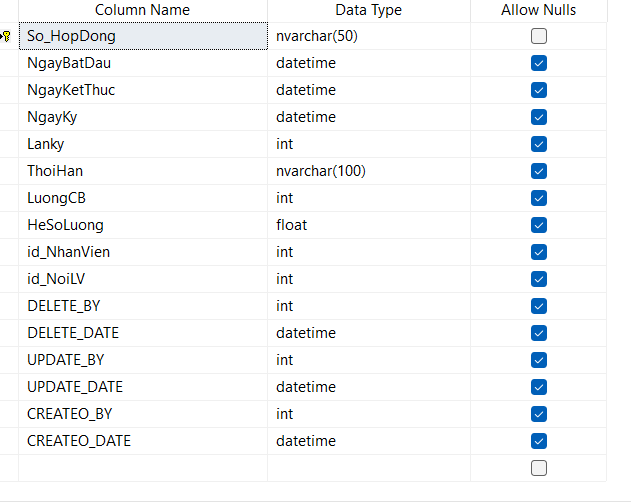 Column Name Data Type Allow Nulls
So_HopDong nvarchar(50)
NgayBatDau datetime
NgayKetThuc datetime
NgayKy datetime
Lanky int
ThoiHan nvarchar(100)
LuongCB int
HeSoLuong float
id_NhanVien int
id_NoiLV int
DELETE_BY int
DELETE_DATE datetime
UPDATE_BY int
UPDATE_DATE datetime
CREATEO_BY int
CREATEO_DATE datetime